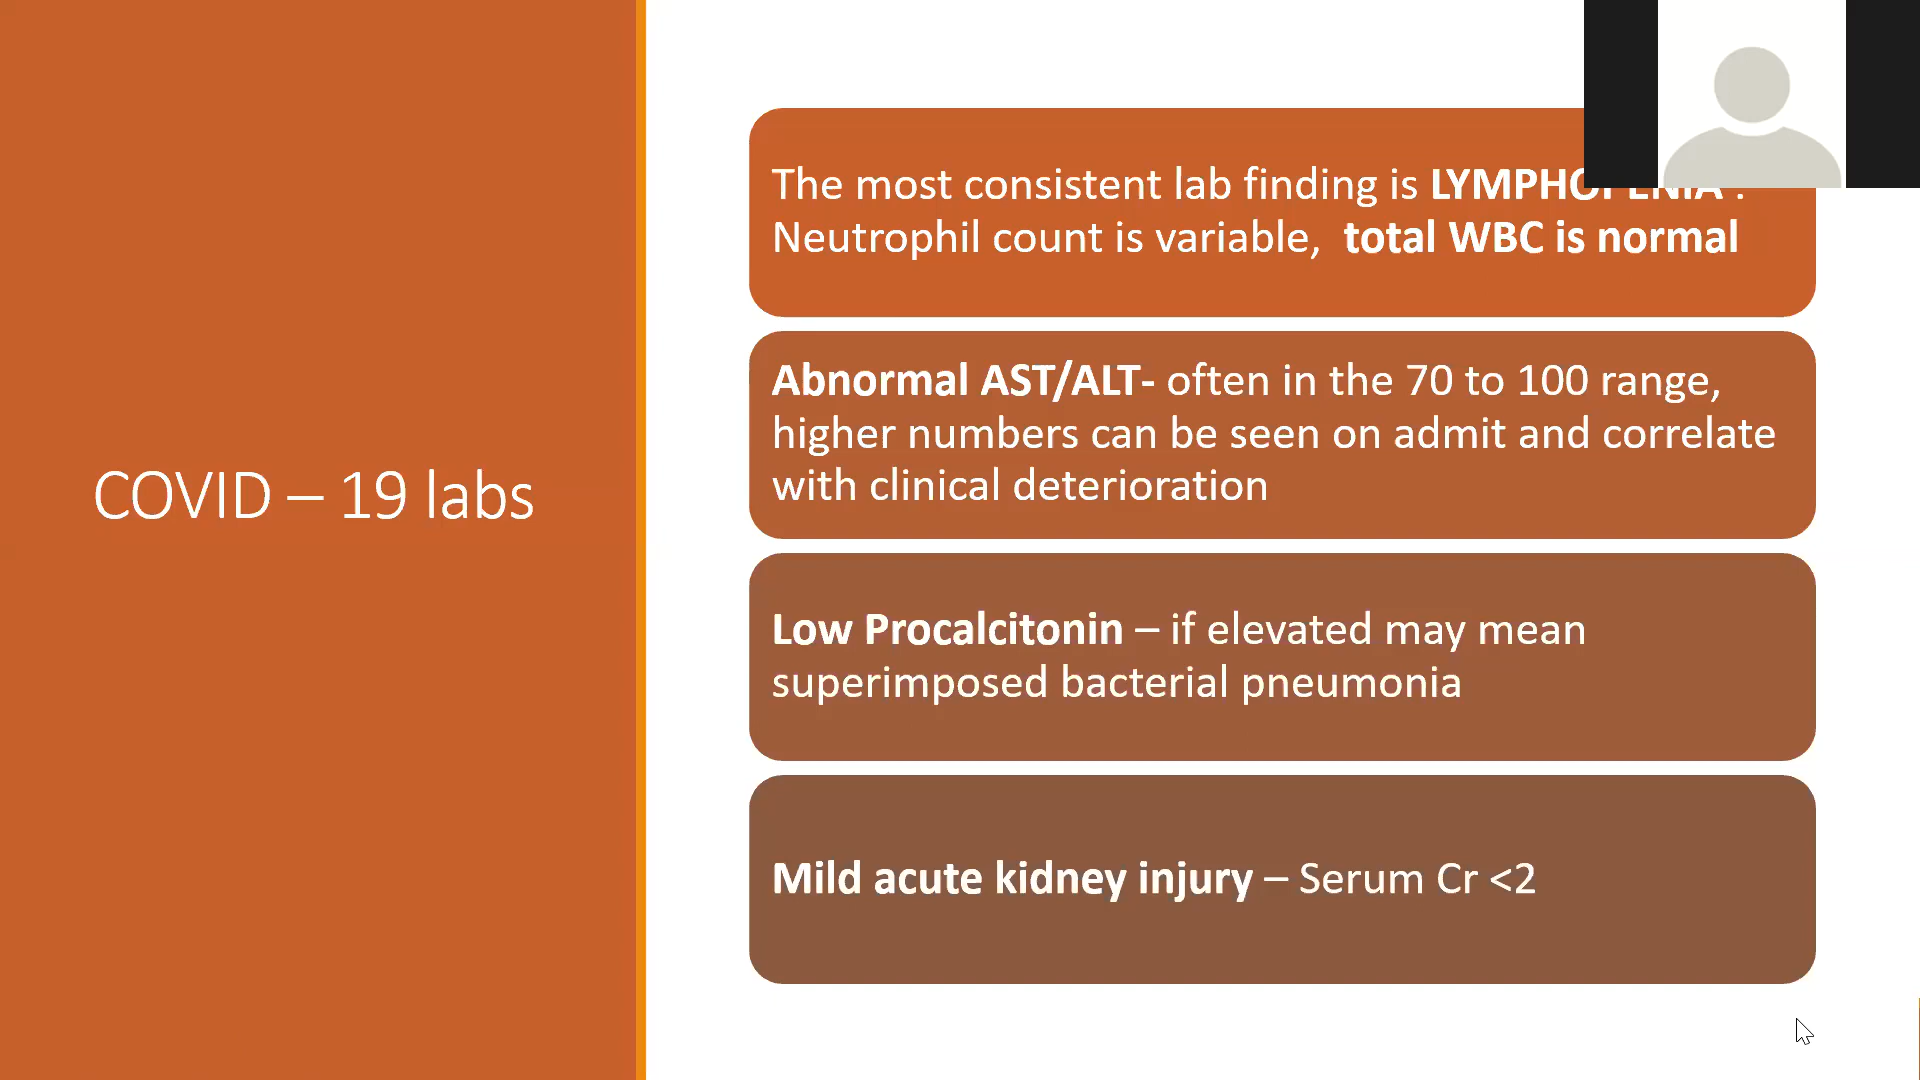 COVID – 19 labs
The most consistent lab finding is LYMPHOPENIA .
Neutrophil count is variable, total WBC is normal
Abnormal AST/ALT- often in the 70 to 100 range,
higher numbers can be seen on admit and correlate
with clinical deterioration
Low Procalcitonin – if elevated may mean
superimposed bacterial pneumonia
Mild acute kidney injury – Serum Cr <2